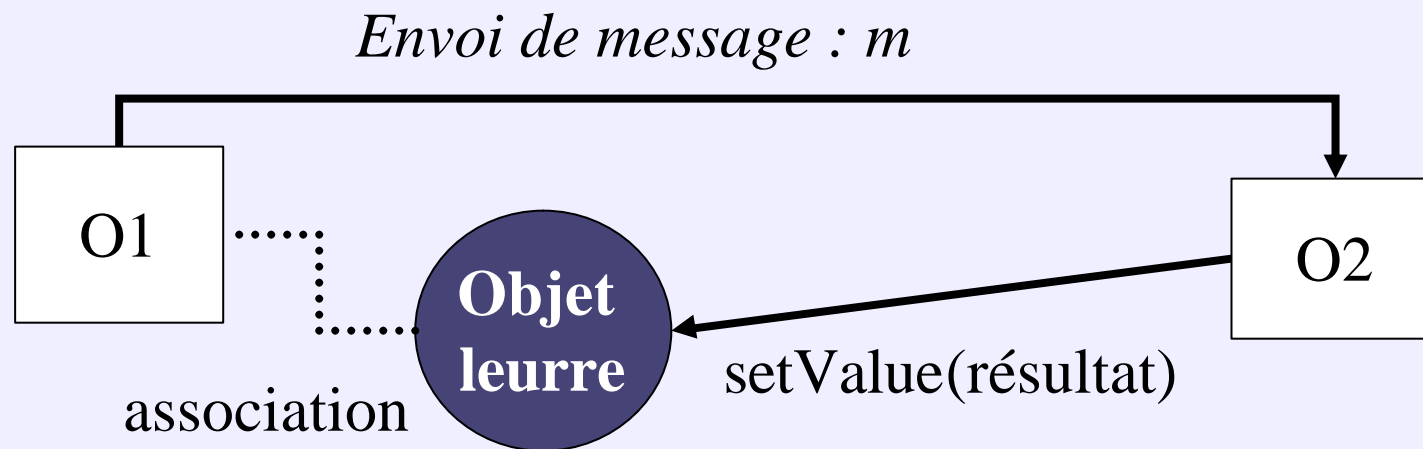 Envoi de message : m
O1
O2
Objet
leurre
setValue(résultat)
association